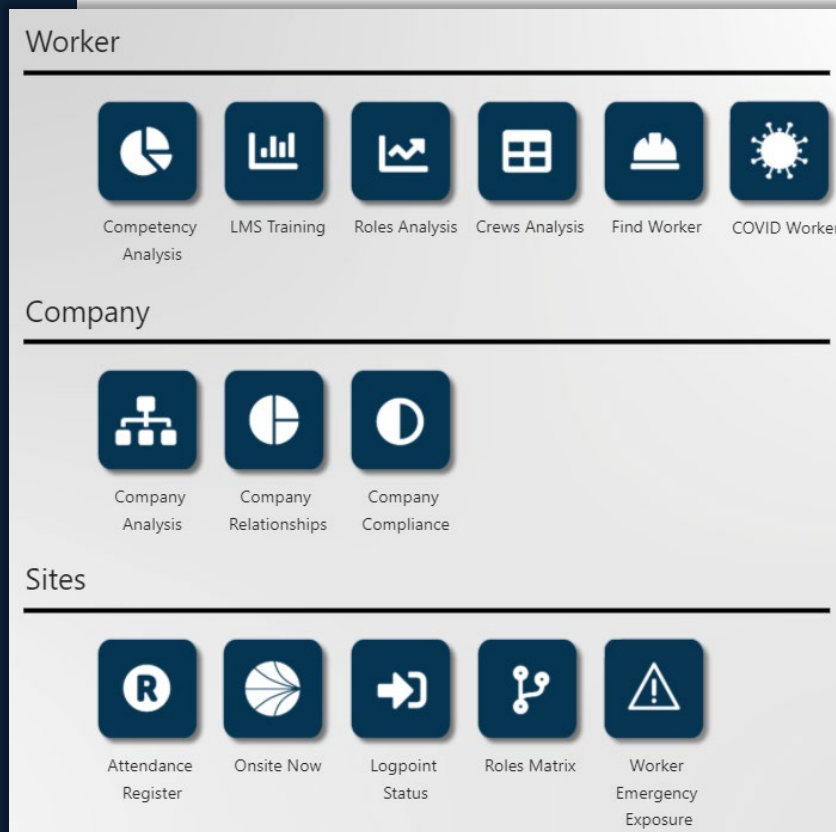 Worker
Competency
Analysis
LMS Training
Roles Analysis
Crews Analysis
Find Worker
COVID Worker
Company
Company
Analysis
Company
Relationships
Company
Compliance
Sites
R
Attendance
Register
Onsite Now
Logpoint
Status
Roles Matrix
Worker
Emergency
Exposure